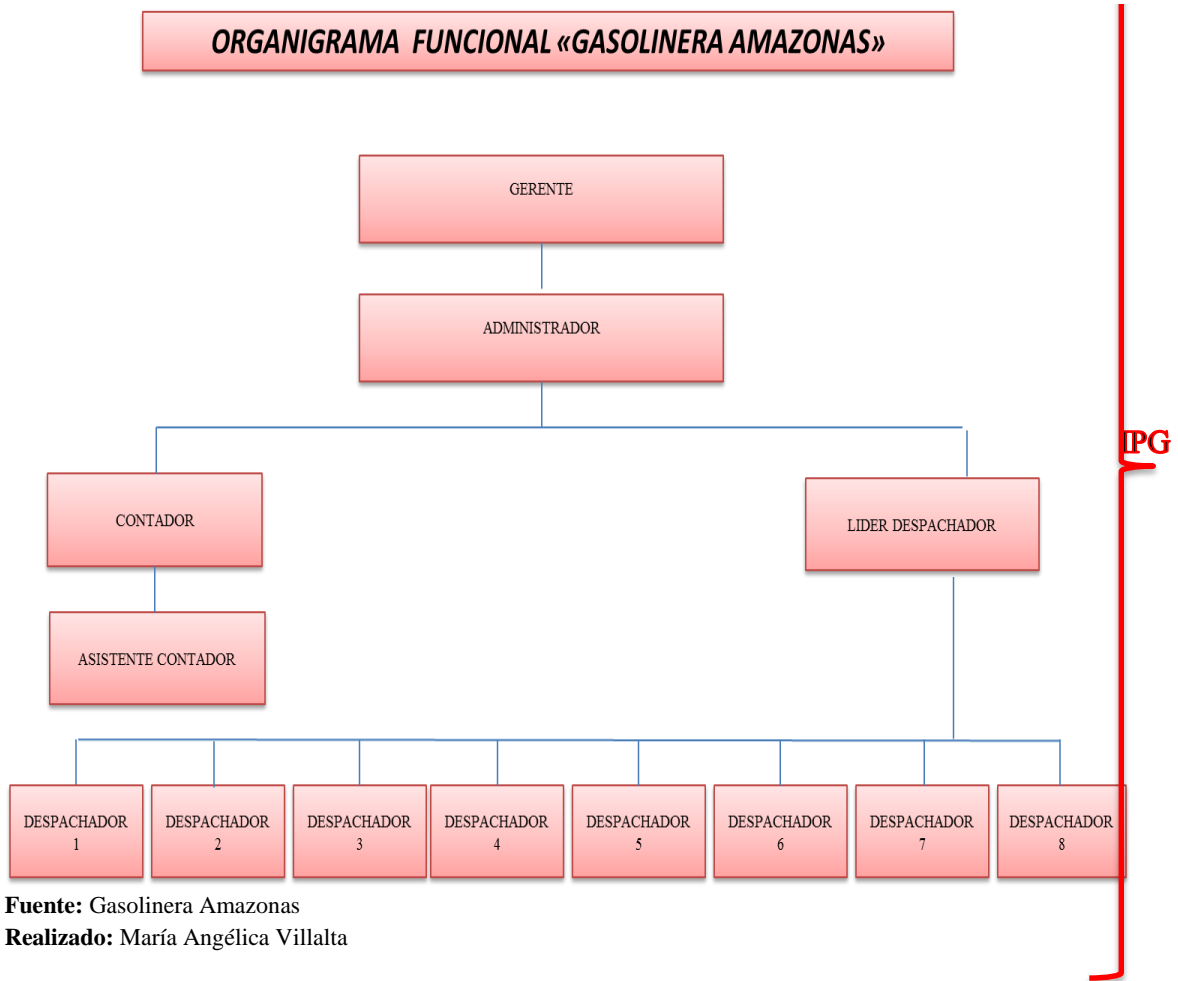 ORGANIGRAMA FUNCIONAL «GASOLINERA AMAZONAS»
GERENTE
ADMINISTRADOR
IPG
CONTADOR
LIDER DESPACHADOR
ASISTENTE CONTADOR
DESPACHADOR
1
DESPACHADOR
2
DESPACHADOR
3
DESPACHADOR
4
DESPACHADOR
5
DESPACHADOR
6
DESPACHADOR
7
DESPACHADOR
8
Fuente: Gasolinera Amazonas
Realizado: María Angélica Villalta